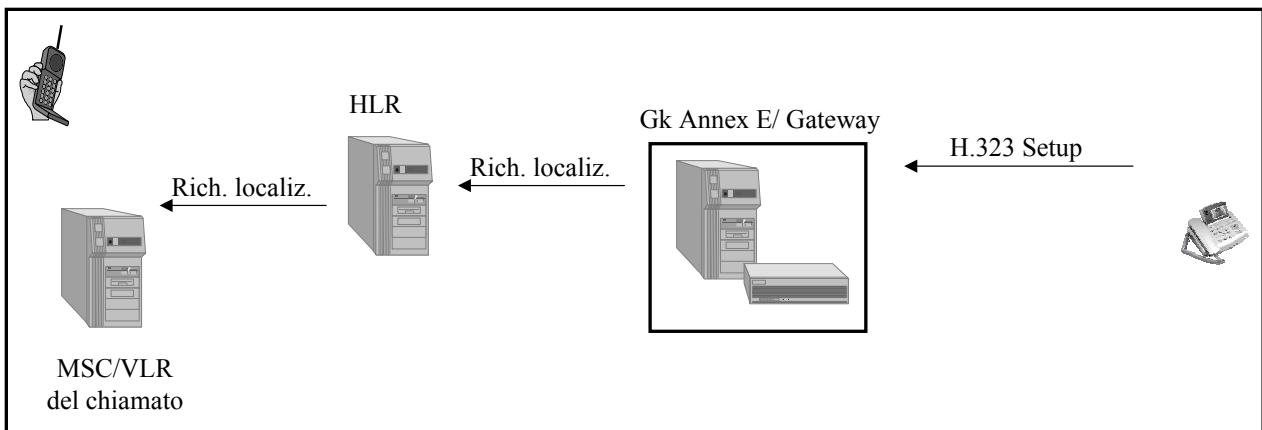 HLR
Gk Annex E/ Gateway
H.323 Setup
Rich. localiz.
Rich. localiz.
MSC/VLR
del chiamato